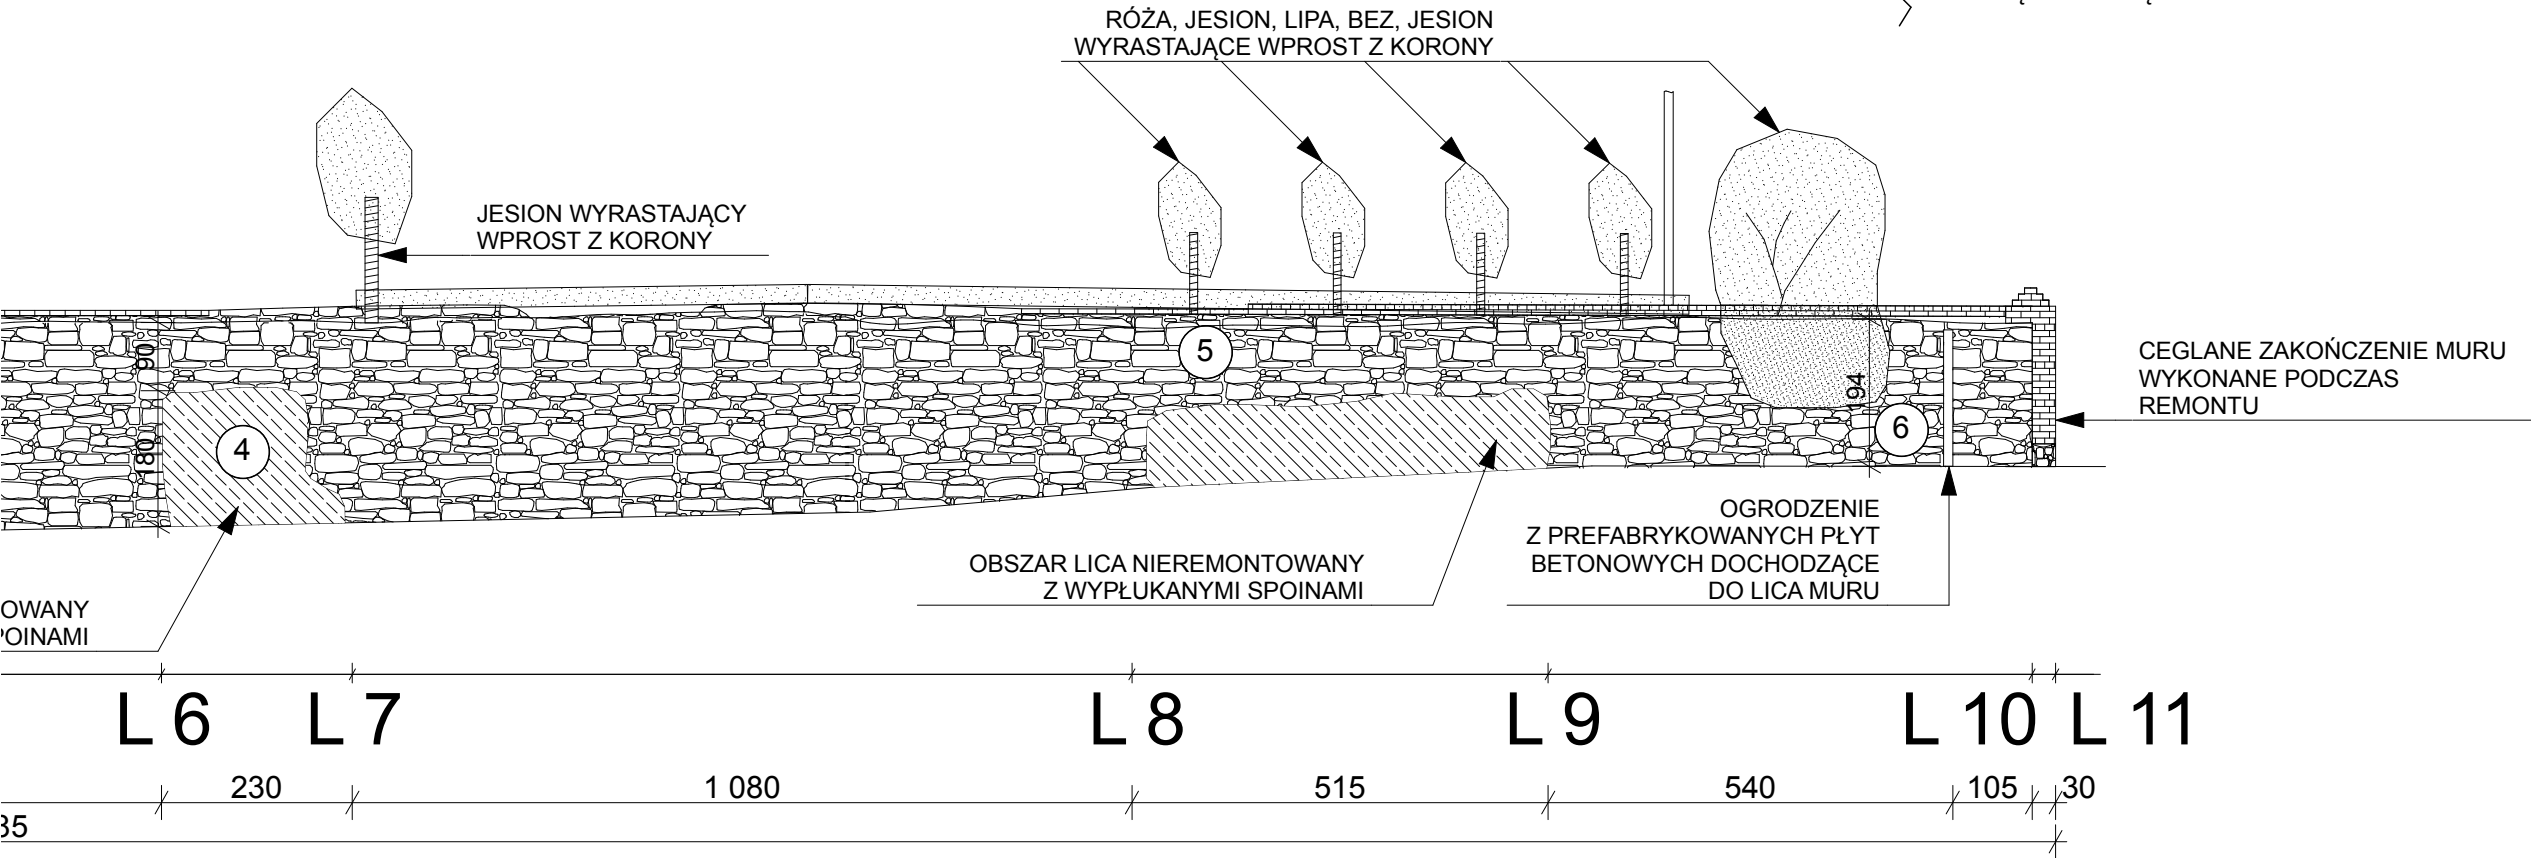 RÓŻA, JESION, LIPA, BEZ, JESION
WYRASTAJĄCE WPROST Z KORONY
JESION WYRASTAJĄCY
WPROST Z KORONY
90
5
CEGLANE ZAKOŃCZENIE MURU
WYKONANE PODCZAS
REMONTU
194
180
4
6
OGRODZENIE
Z PREFABRYKOWANYCH PŁYT
BETONOWYCH DOCHODZĄCE
DO LICA MURU
OBSZAR LICA NIEREMONTOWANY
Z WYPŁUKANYMI SPOINAMI
OWANY
POINAMI
L 6 L 7 L 8 L 9 L 10 L 11
230 1 080 515 540 105 30
35